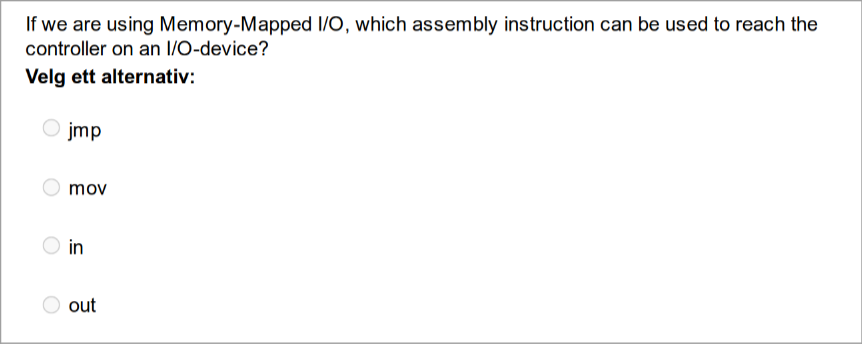 If we are using Memory-Mapped I/O, which assembly instruction can be used to reach the
controller on an I/O-device?
Velg ett alternativ:
jmp
mov
in
out